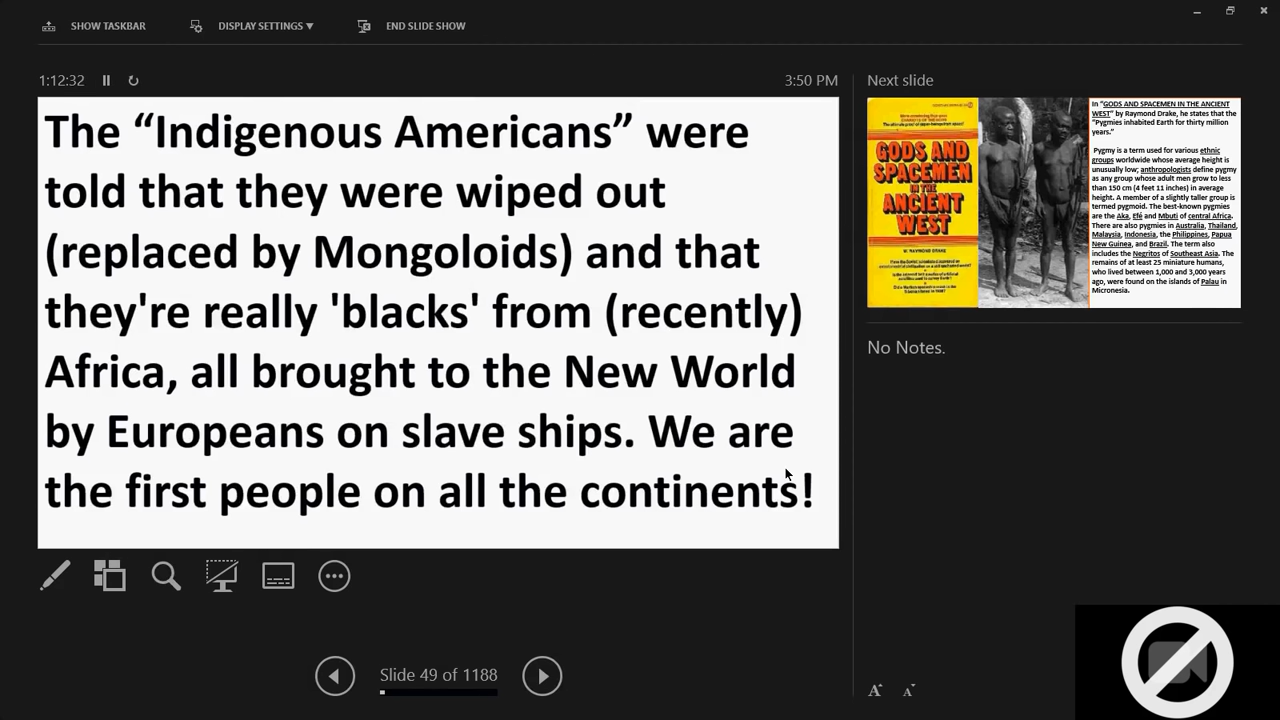 SHOW TASKBAR
DISPLAY SETTINGS ▼
END SLIDE SHOW
1:12:32
3:50 PM
Next slide
The “Indigenous Americans” were
told that they were wiped out
(replaced by Mongoloids) and that
they're really 'blacks' from (recently)
Africa, all brought to the New World
by Europeans on slave ships. We are
the first people on all the continents!
GODS AND
SPACEMEN
IN THE
ANCIENT
WEST
W. RAYMOND DRAKE
In “GODS AND SPACEMEN IN THE ANCIENT
WEST” by Raymond Drake, he states that the
“Pygmies inhabited Earth for thirty million
years.”
Pygmy is a term used for various ethnic
groups worldwide whose average height is
unusually low; anthropologists define pygmy
as any group whose adult men grow to less
than 150 cm (4 feet 11 inches) in average
height. A member of a slightly taller group is
termed pygmoid. The best-known pygmies
are the Aka, Efé and Mbuti of central Africa.
There are also pygmies in Australia, Thailand,
Malaysia, Indonesia, the Philippines, Papua
New Guinea, and Brazil. The term also
includes the Negritos of Southeast Asia. The
remains of at least 25 miniature humans,
who lived between 1,000 and 3,000 years
ago, were found on the islands of Palau in
Micronesia.
No Notes.
Slide 49 of 1188
A A